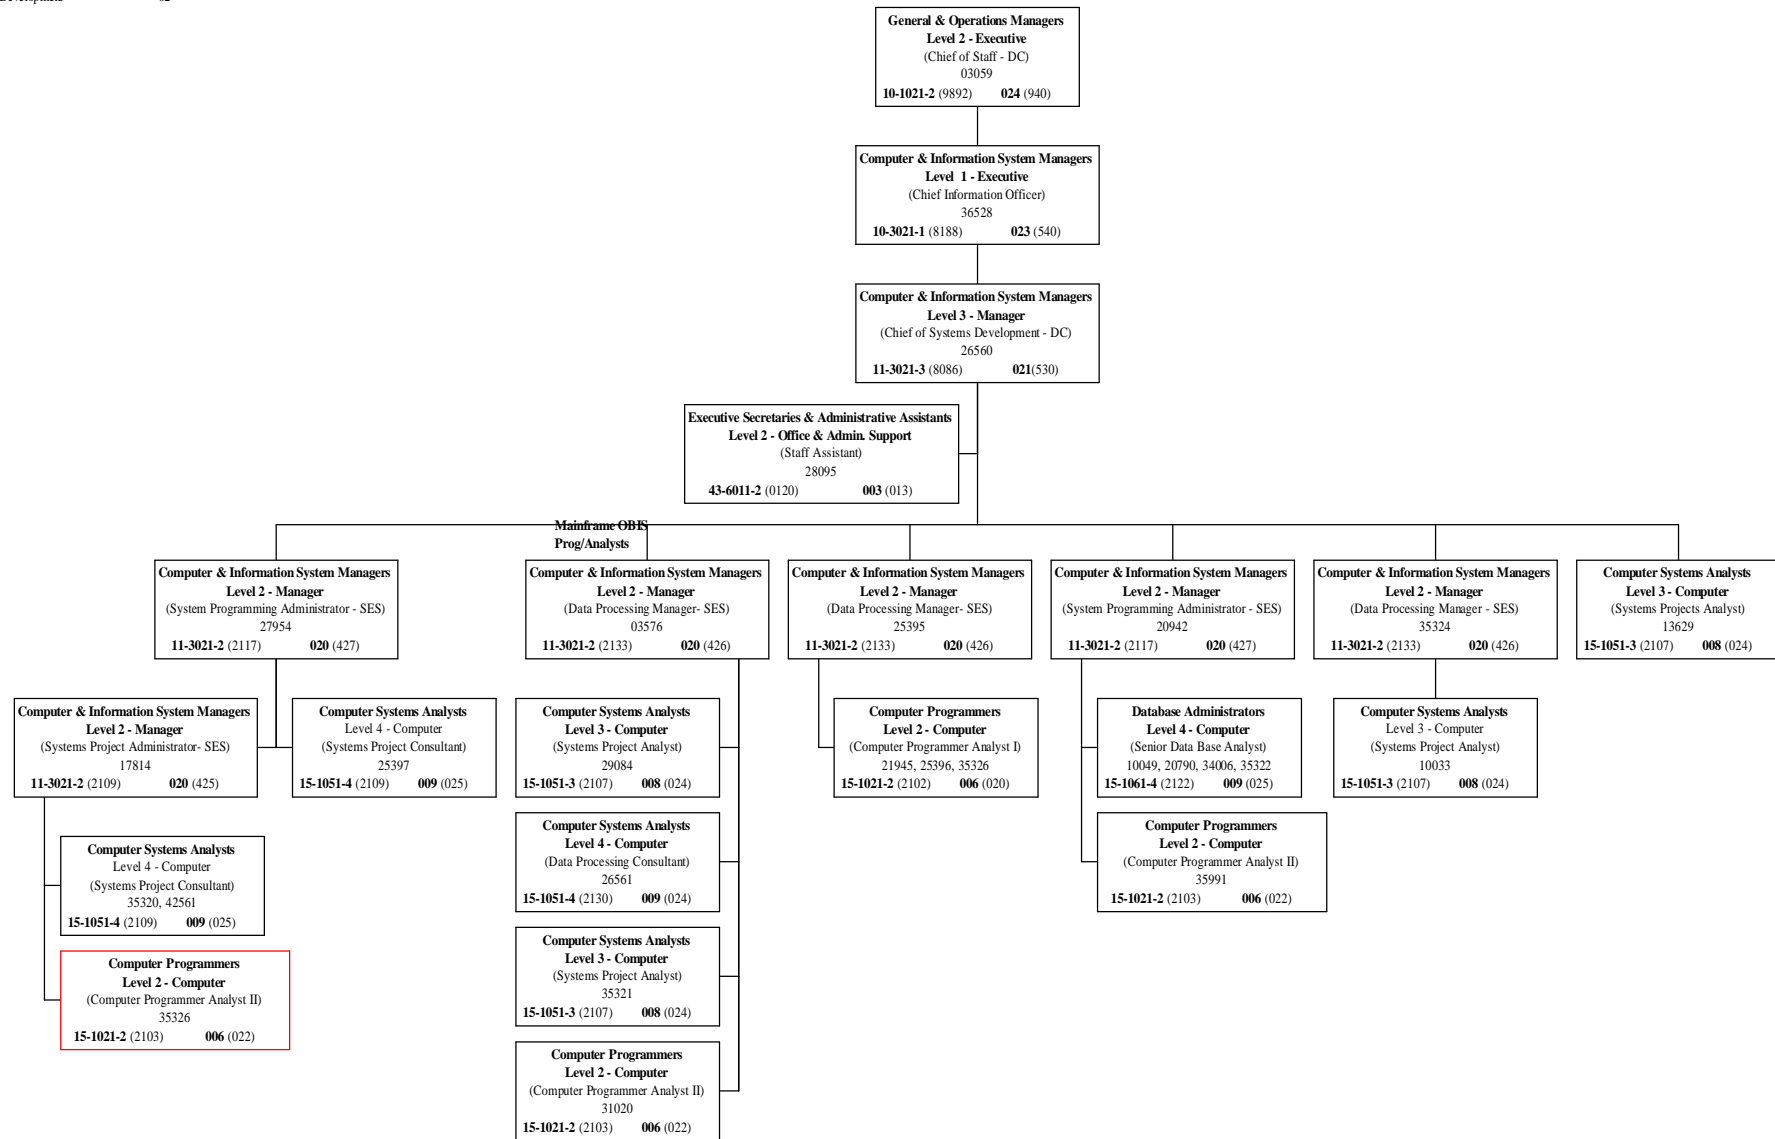 General & Operations Managers
Level 2 - Executive
(Chief of Staff - DC)
03059
10-1021-2 (9892) 024 (940)
Computer & Information System Managers
Level 1 - Executive
(Chief Information Officer)
36528
10-3021-1 (8188) 023 (540)
Computer & Information System Managers
Level 3 - Manager
(Chief of Systems Development - DC)
26560
11-3021-3 (8086) 021(530)
Executive Secretaries & Administrative Assistants
Level 2 - Office & Admin. Support
(Staff Assistant)
28095
43-6011-2 (0120) 003 (013)
Mainframe OBIS
Prog/Analysts
Computer & Information System Managers
Level 2 - Manager
(System Programming Administrator - SES)
27954
11-3021-2 (2117) 020 (427)
Computer & Information System Managers
Level 2 - Manager
(Data Processing Manager- SES)
03576
11-3021-2 (2133) 020 (426)
Computer & Information System Managers
Level 2 - Manager
(Data Processing Manager- SES)
25395
11-3021-2 (2133) 020 (426)
Computer & Information System Managers
Level 2 - Manager
(System Programming Administrator - SES)
20942
11-3021-2 (2117) 020 (427)
Computer & Information System Managers
Level 2 - Manager
(Data Processing Manager - SES)
35324
11-3021-2 (2133) 020 (426)
Computer Systems Analysts
Level 3 - Computer
(Systems Projects Analyst)
13629
15-1051-3 (2107) 008 (024)
Computer & Information System Managers
Level 2 - Manager
(Systems Project Administrator- SES)
17814
11-3021-2 (2109) 020 (425)
Computer Systems Analysts
Level 4 - Computer
(Systems Project Consultant)
25397
15-1051-4 (2109) 009 (025)
Computer Systems Analysts
Level 3 - Computer
(Systems Project Analyst)
29084
15-1051-3 (2107) 008 (024)
Computer Programmers
Level 2 - Computer
(Computer Programmer Analyst I)
21945, 25396, 35326
15-1021-2 (2102) 006 (020)
Database Administrators
Level 4 - Computer
(Senior Data Base Analyst)
10049, 20790, 34006, 35322
15-1061-4 (2122) 009 (025)
Computer Systems Analysts
Level 3 - Computer
(Systems Project Analyst)
10033
15-1051-3 (2107) 008 (024)
Computer Systems Analysts
Level 4 - Computer
(Systems Project Consultant)
35320, 42561
15-1051-4 (2109) 009 (025)
Computer Systems Analysts
Level 4 - Computer
(Data Processing Consultant)
26561
15-1051-4 (2130) 009 (024)
Computer Programmers
Level 2 - Computer
(Computer Programmer Analyst II)
35991
15-1021-2 (2103) 006 (022)
Computer Programmers
Level 2 - Computer
(Computer Programmer Analyst II)
35326
15-1021-2 (2103) 006 (022)
Computer Systems Analysts
Level 3 - Computer
(Systems Project Analyst)
35321
15-1051-3 (2107) 008 (024)
Computer Programmers
Level 2 - Computer
(Computer Programmer Analyst II)
31020
15-1021-2 (2103) 006 (022)